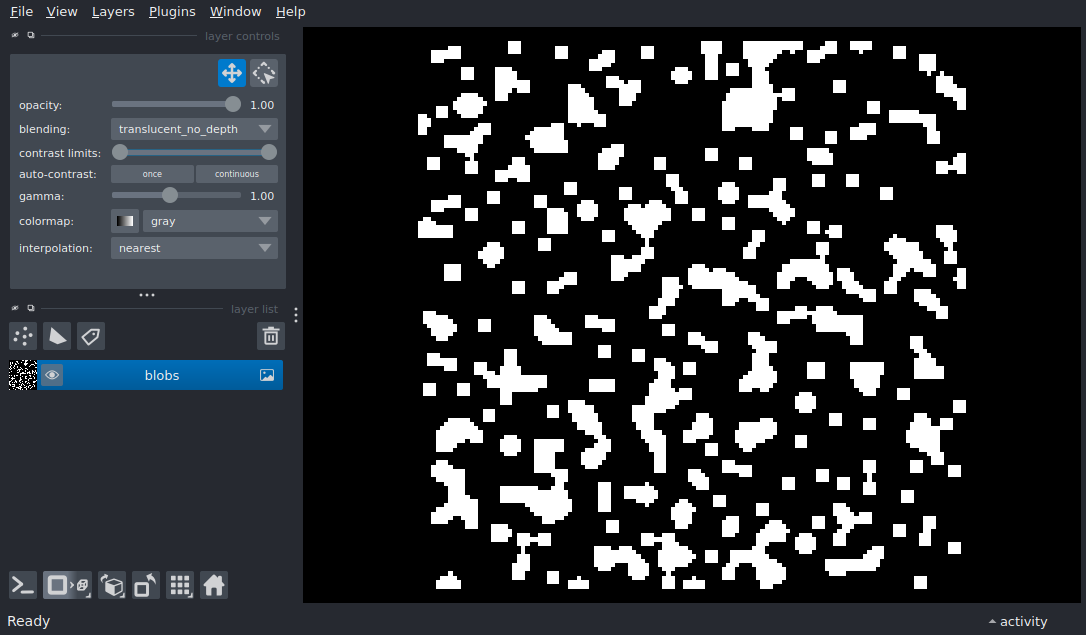 File View Layers Plugins Window Help
layer controls
opacity: 1.00
blending: translucent_no_depth
contrast limits:
auto-contrast: once continuous
gamma: 1.00
colormap: gray
interpolation: nearest
layer list
blobs
Ready activity